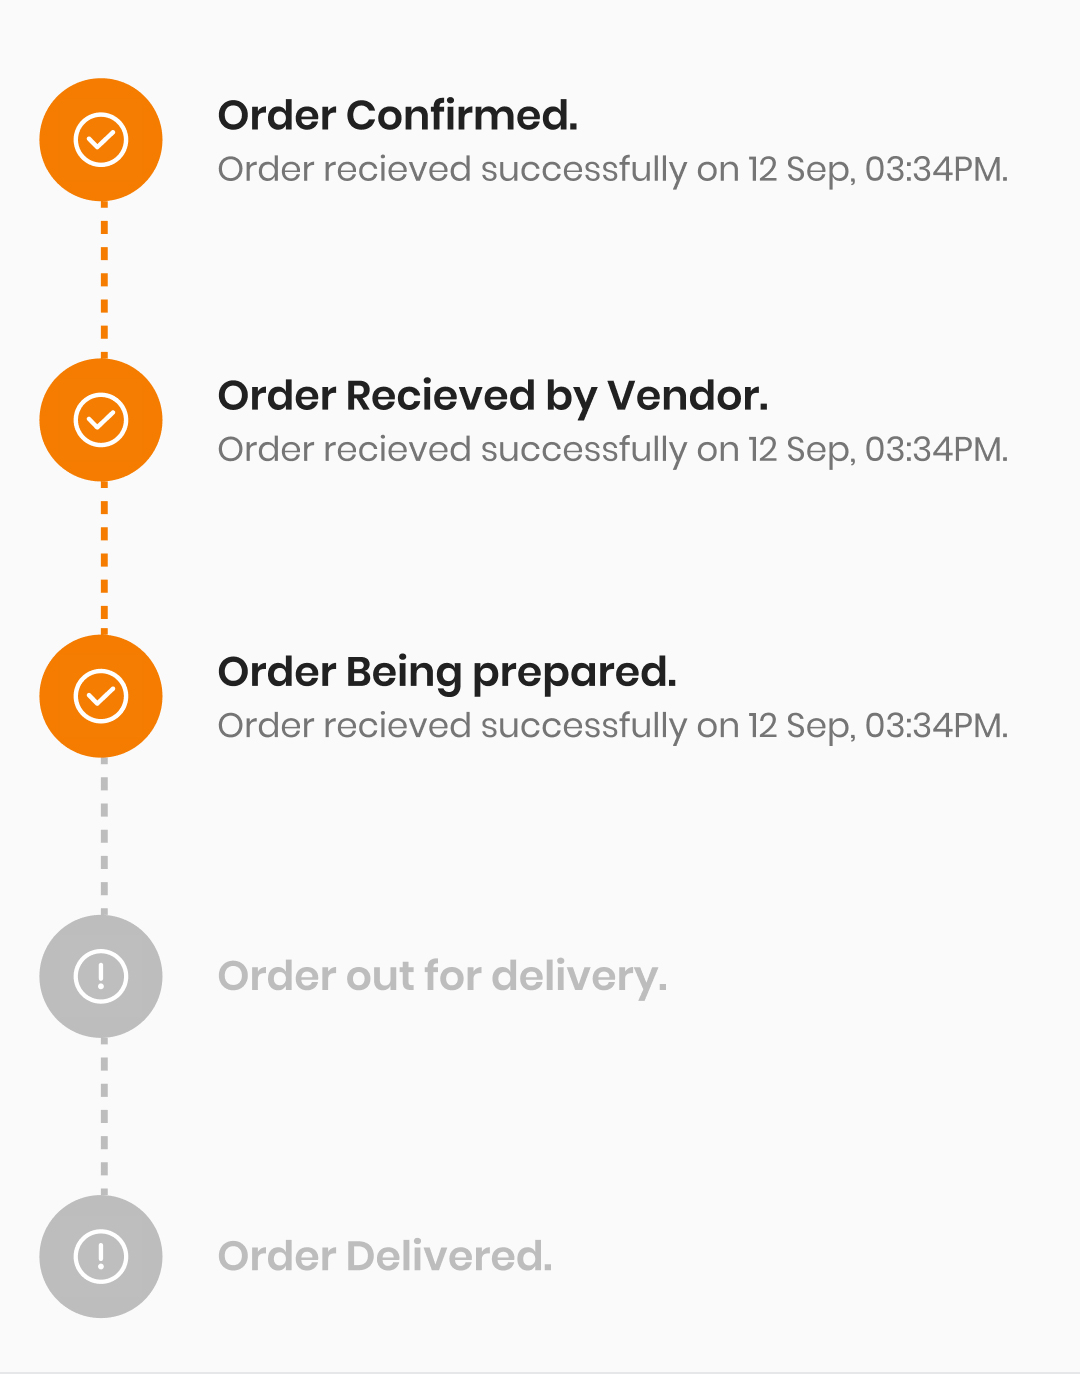 Order Confirmed.
Order recieved successfully on 12 Sep, 03:34PM.
Order Recieved by Vendor.
Order recieved successfully on 12 Sep, 03:34PM.
Order Being prepared.
Order recieved successfully on 12 Sep, 03:34PM.
Order out for delivery.
Order Delivered.